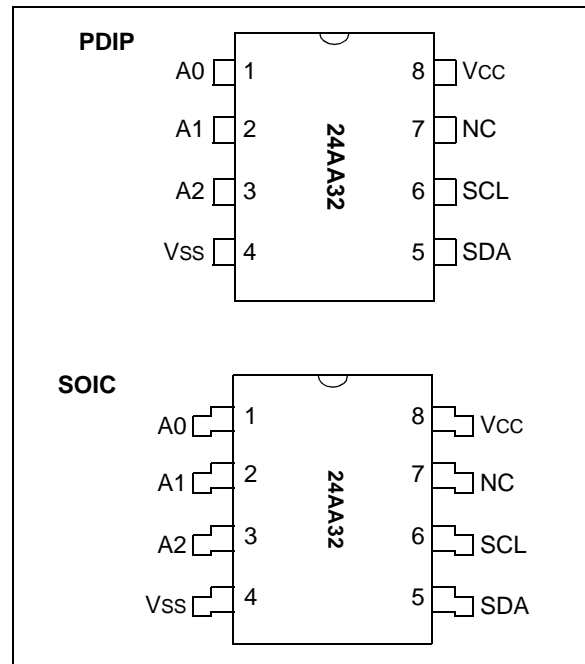 PDIP
A0 1 8 VCC
A1 2 7 NC
24AA32
A2 3 6 SCL
VSS 4 5 SDA
SOIC
A0 1 8 VCC
A1 2 7 NC
24AA32
A2 3 6 SCL
VSS 4 5 SDA